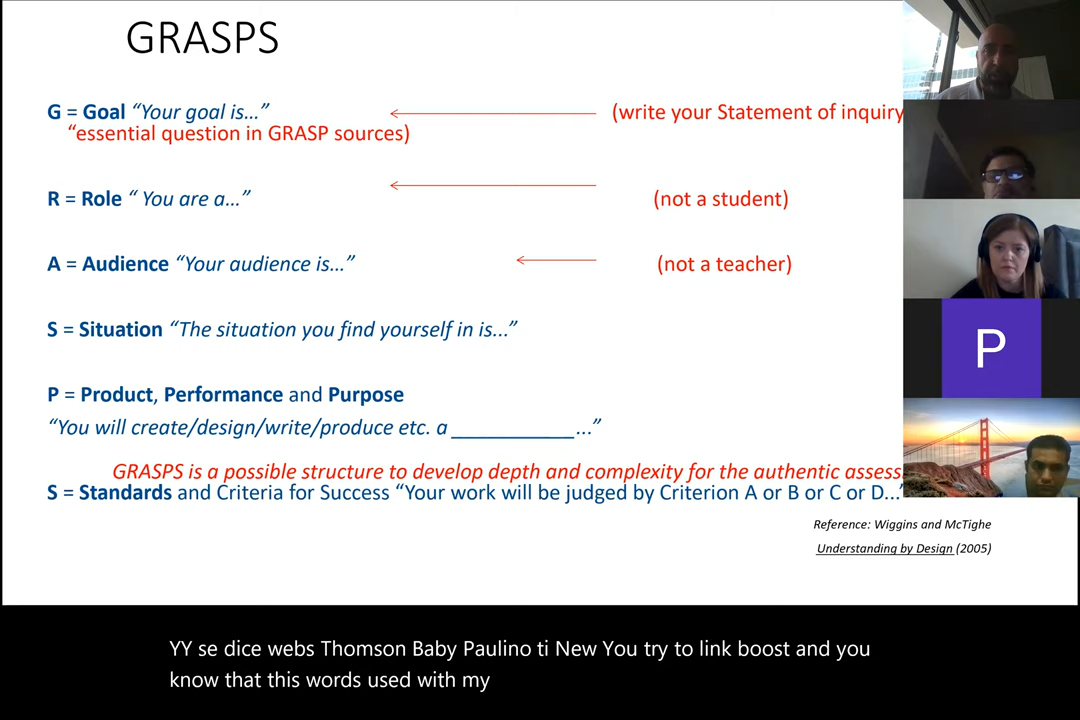 GRASPS
G = Goal “Your goal is...” (write your Statement of inquiry
“essential question in GRASP sources)
R = Role “ You are a...” (not a student)
A = Audience “Your audience is...” (not a teacher)
S = Situation “The situation you find yourself in is...”
P = Product, Performance and Purpose
“You will create/design/write/produce etc. a ___________...”
GRASPS is a possible structure to develop depth and complexity for the authentic assess
S = Standards and Criteria for Success “Your work will be judged by Criterion A or B or C or D...”
P
Reference: Wiggins and McTighe
Understanding by Design (2005)
YY se dice webs Thomson Baby Paulino ti New You try to link boost and you
know that this words used with my